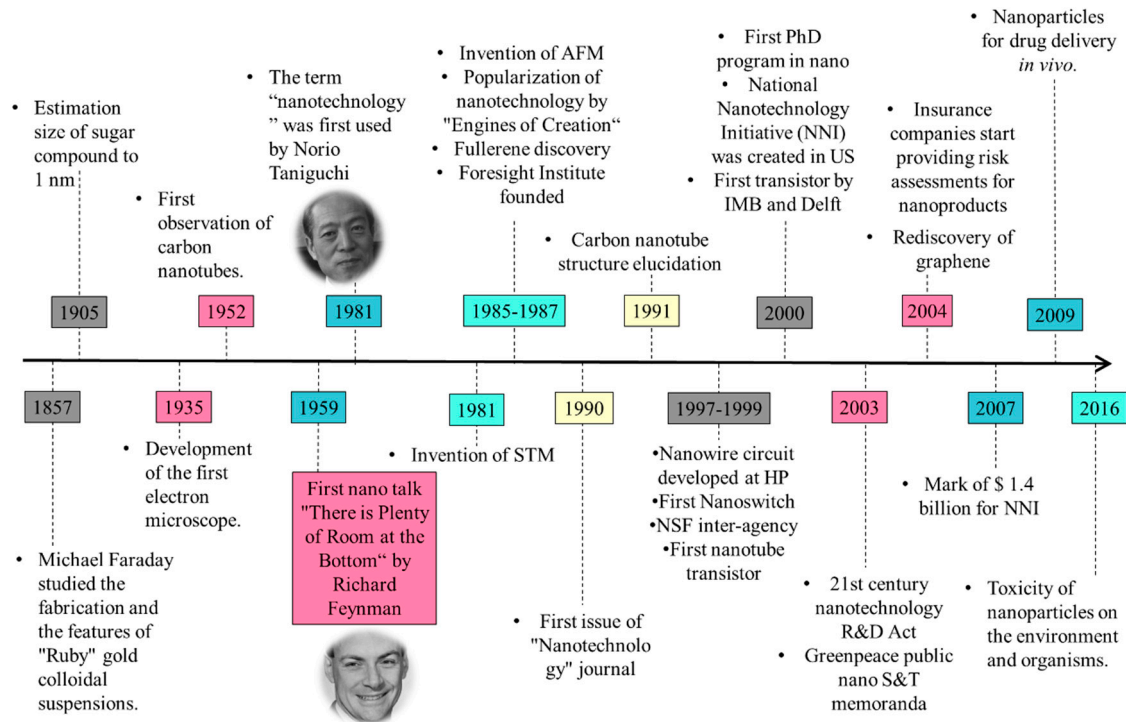 • Nanoparticles
for drug delivery
in vivo.
• First PhD
program in nano
• National
Nanotechnology
Initiative (NNI)
was created in US
• First transistor by
IMB and Delft
• Invention of AFM
• Popularization of
nanotechnology by
"Engines of Creation“
• Fullerene discovery
• Foresight Institute
founded
• The term
“nanotechnology
” was first used
by Norio
Taniguchi
• Estimation
size of sugar
compound to
1 nm
• Insurance
companies start
providing risk
assessments for
nanoproducts
• Rediscovery of
graphene
• First
observation of
carbon
nanotubes.
• Carbon nanotube
structure elucidation
1905
1952
1981
1985-1987
1991
2000
2004
2009
1857
1935
1959
1981
1990
1997-1999
2003
2007
2016
• Development
of the first
electron
microscope.
• Invention of STM
•Nanowire circuit
developed at HP
•First Nanoswitch
•NSF inter-agency
•First nanotube
transistor
First nano talk
"There is Plenty
of Room at the
Bottom“ by
Richard
Feynman
• Mark of $ 1.4
billion for NNI
• Michael Faraday
studied the
fabrication and
the features of
"Ruby" gold
colloidal
suspensions.
• First issue of
"Nanotechnolo
gy" journal
• 21st century
nanotechnology
R&D Act
• Greenpeace public
nano S&T
memoranda
• Toxicity of
nanoparticles on
the environment
and organisms.